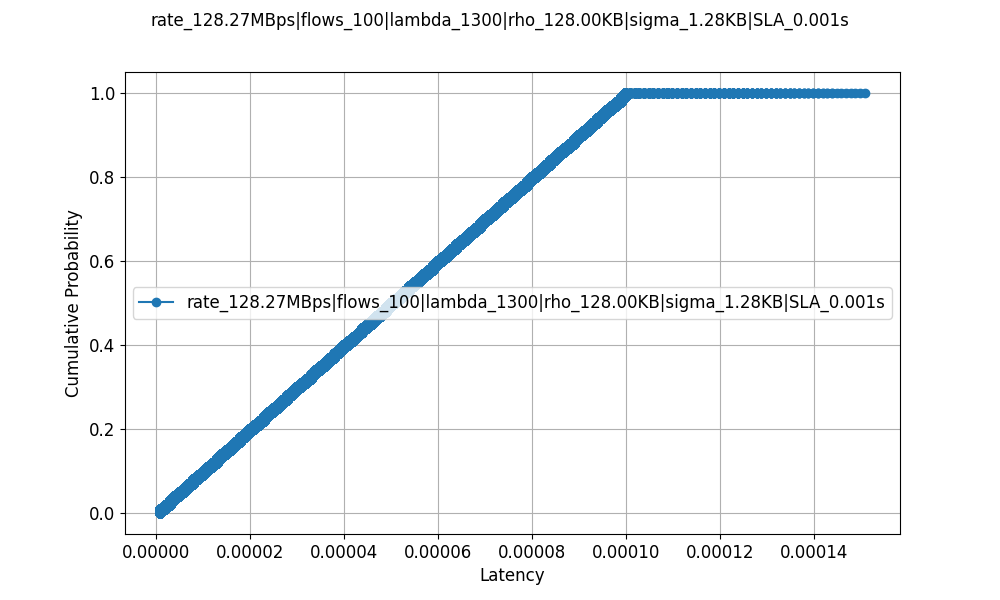 rate_128.27MBps|flows_100|lambda_1300|rho_128.00KB|sigma_1.28KB|SLA_0.001s
1.0
0.8
0.6
0.4
0.2
0.0
Cumulative Probability
rate_128.27MBps|flows_100|lambda_1300|rho_128.00KB|sigma_1.28KB|SLA_0.001s
0.00000 0.00002 0.00004 0.00006 0.00008 0.00010 0.00012 0.00014
Latency